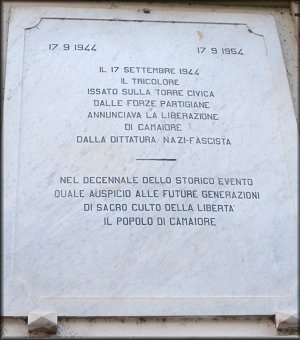 17 9 1944 17 9 1954
IL 17 SETTEMBRE 1944
IL TRICOLORE
ISSATO SULLA TORRE CIVICA
DALLE FORZE PARTIGIANE
ANNUNCIAVA LA LIBERAZIONE
DI CAMAIORE
DALLA DITTATURA NAZI-FASCISTA
NEL DECENNALE DELLO STORICO EVENTO
QUALE AUSPICIO ALLE FUTURE GENERAZIONI
DI SACRO CULTO DELLA LIBERTA'
IL POPOLO DI CAMAIORE